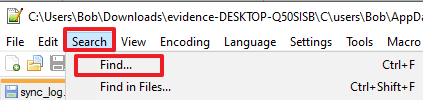 C:\Users\Bob\Downloads\evidence-DESKTOP-Q50SISB\C\users\Bob\AppDa
File Edit Search View Encoding Language Settings Tools Macro
Find... Ctrl+F
Find in Files... Ctrl+Shift+F
sync_log.